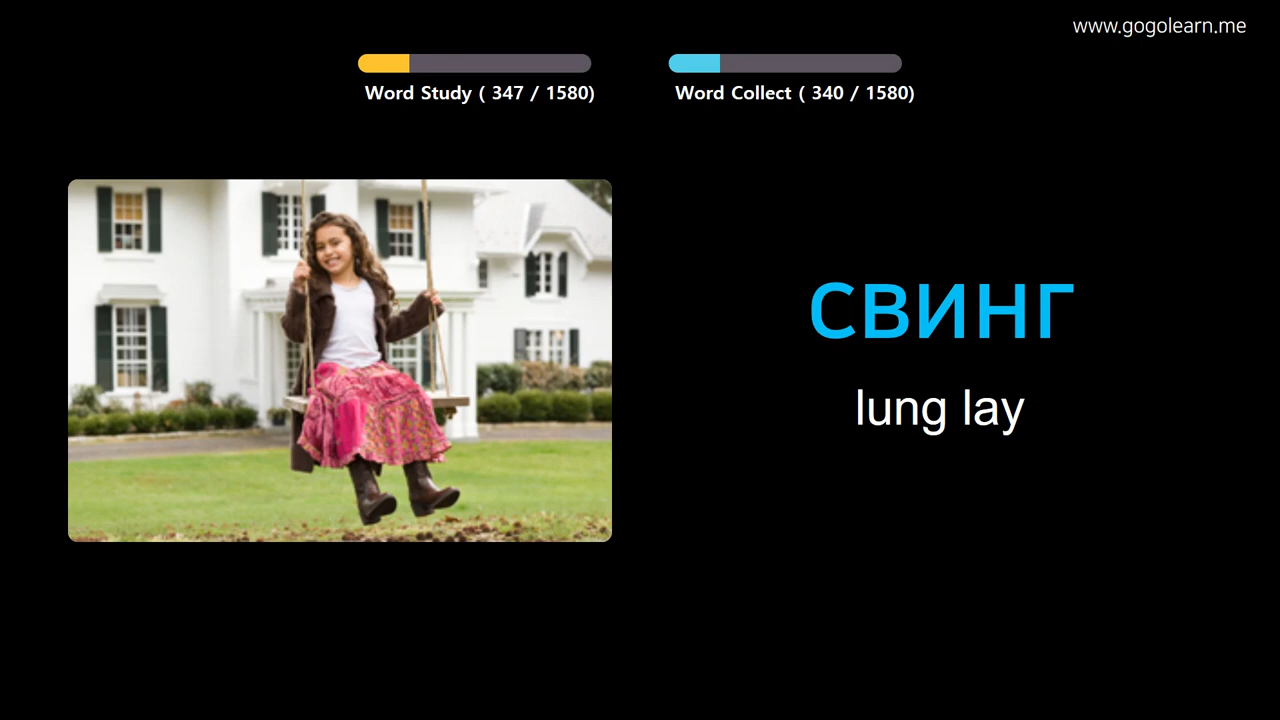 www.gogolearn.me
Word Study ( 347 / 1580)
Word Collect ( 340 / 1580)
свинг
lung lay